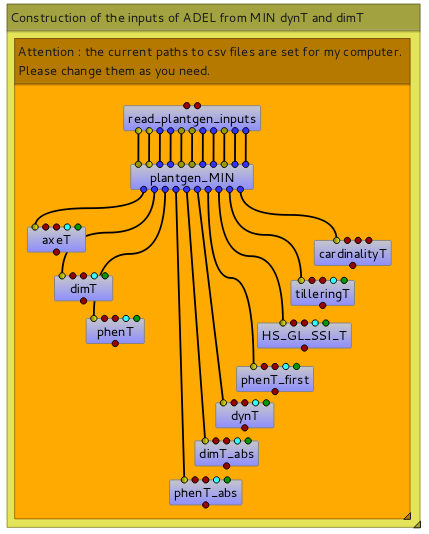 Construction of the inputs of ADEL from MIN dynT and dimT
Attention : the current paths to csv files are set for my computer.
Please change them as you need.
read_plantgen_inputs
plantgen_MIN
axeT
cardinalityT
dimT
tilleringT
phenT
HS_GL_SSI_T
phenT_first
dynT
dimT_abs
phenT_abs